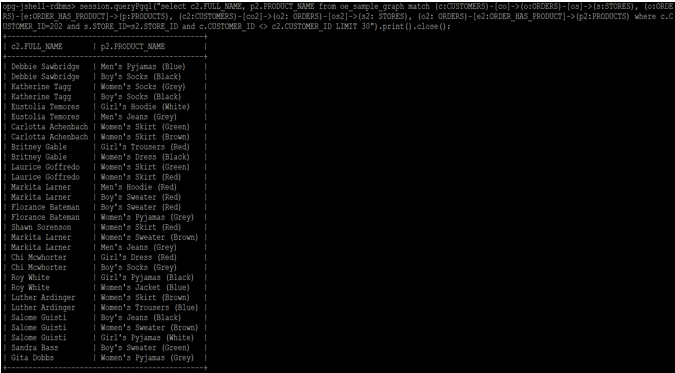 opg-jshell-rdbms> session.queryPgql("select c2.FULL_NAME, p2.PRODUCT_NAME from oe_sample_graph match (c:CUSTOMERS)-[co]->(o:ORDERS)-[os]->(s:STORES), (o:ORDE
RS)-[e:ORDER_HAS_PRODUCT]->(p:PRODUCTS), (c2:CUSTOMERS)-[co2]->(o2: ORDERS)-[os2]->(s2: STORES), (o2: ORDERS)-[e2:ORDER_HAS_PRODUCT]->(p2:PRODUCTS) where c.C
USTOMER_ID=202 and s.STORE_ID=s2.STORE_ID and c.CUSTOMER_ID <> c2.CUSTOMER_ID LIMIT 30").print().close();
+--------------------------------------------+
| c2.FULL_NAME | p2.PRODUCT_NAME |
+--------------------------------------------+
| Debbie Sawbridge | Men's Pyjamas (Blue) |
| Debbie Sawbridge | Boy's Socks (Black) |
| Katherine Tagg | Women's Socks (Grey) |
| Katherine Tagg | Boy's Socks (Black) |
| Eustolia Temores | Girl's Hoodie (White) |
| Eustolia Temores | Men's Jeans (Grey) |
| Carlotta Achenbach | Women's Skirt (Green) |
| Carlotta Achenbach | Women's Skirt (Brown) |
| Britney Gable | Girl's Trousers (Red) |
| Britney Gable | Women's Dress (Black) |
| Laurice Goffredo | Women's Skirt (Green) |
| Laurice Goffredo | Women's Skirt (Red) |
| Markita Larner | Men's Hoodie (Red) |
| Markita Larner | Boy's Sweater (Red) |
| Florance Bateman | Boy's Sweater (Red) |
| Florance Bateman | Women's Pyjamas (Grey) |
| Shawn Sorenson | Women's Skirt (Red) |
| Markita Larner | Women's Sweater (Brown) |
| Markita Larner | Men's Jeans (Grey) |
| Chi Mcwhorter | Girl's Dress (Red) |
| Chi Mcwhorter | Boy's Socks (Grey) |
| Roy White | Girl's Pyjamas (Black) |
| Roy White | Women's Jacket (Blue) |
| Luther Ardinger | Women's Skirt (Brown) |
| Luther Ardinger | Women's Trousers (Blue) |
| Salome Guisti | Boy's Jeans (Black) |
| Salome Guisti | Women's Sweater (Brown) |
| Salome Guisti | Girl's Pyjamas (White) |
| Sandra Bass | Boy's Sweater (Green) |
| Gita Dobbs | Women's Pyjamas (Grey) |
+--------------------------------------------+